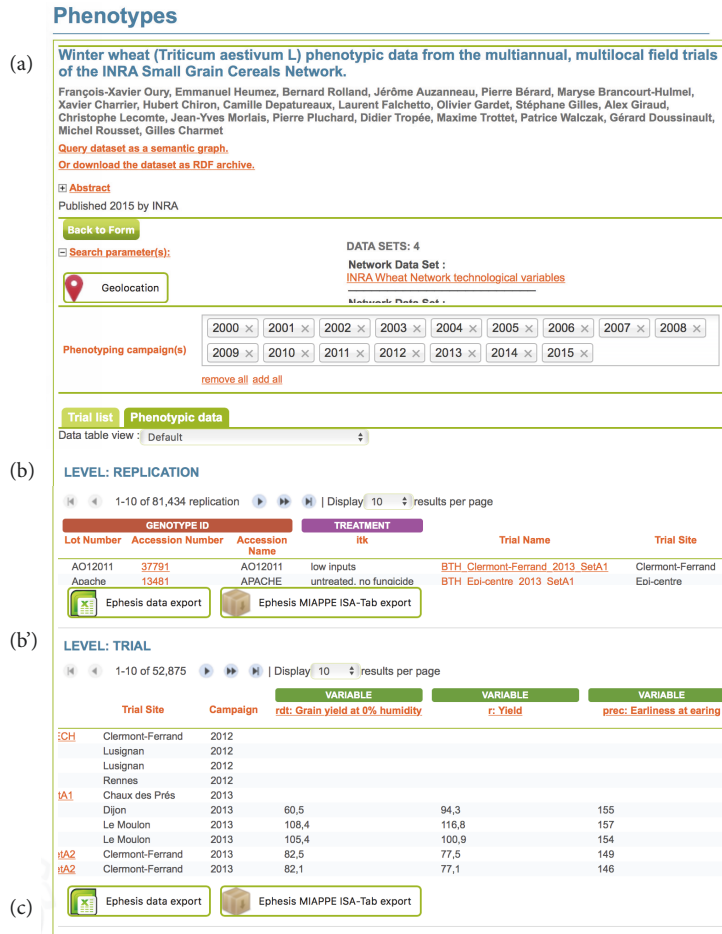 Phenotypes
(a)
Winter wheat (Triticum aestivum L) phenotypic data from the multiannual, multilocal field trials
of the INRA Small Grain Cereals Network.
François-Xavier Oury, Emmanuel Heumez, Bernard Rolland, Jérôme Auzanneau, Pierre Bérard, Maryse Brancourt-Hulmel,
Xavier Charrier, Hubert Chiron, Camille Depatureaux, Laurent Falchetto, Olivier Gardet, Stéphane Gilles, Alex Giraud,
Christophe Lecomte, Jean-Yves Morlais, Pierre Pluchard, Didier Tropée, Maxime Trottet, Patrice Walczak, Gérard Doussinault,
Michel Rousset, Gilles Charmet
Query dataset as a semantic graph.
Or download the dataset as RDF archive.
Abstract
Published 2015 by INRA
Back to Form
Search parameter(s):
Geolocation
DATA SETS: 4
Network Data Set :
INRA Wheat Network technological variables
Network Data Set :
Phenotyping campaign(s)
2000 × 2001 × 2002 × 2003 × 2004 × 2005 × 2006 × 2007 × 2008 ×
2009 × 2010 × 2011 × 2012 × 2013 × 2014 × 2015 ×
remove all add all
Trial list Phenotypic data
Data table view : Default
(b)
LEVEL: REPLICATION
1-10 of 81,434 replication | Display 10 results per page
GENOTYPE ID TREATMENT
Lot Number Accession Number Accession Name itk Trial Name Trial Site
AO12011 37791 AO12011 low inputs BTH_Clermont-Ferrand_2013_SetA1 Clermont-Ferrand
Apache 13481 APACHE untreated, no fungicide BTH_Epi-centre_2013_SetA1 Epi-centre
Ephesis data export Ephesis MIAPPE ISA-Tab export
(b’)
LEVEL: TRIAL
1-10 of 52,875 | Display 10 results per page
VARIABLE VARIABLE VARIABLE
Trial Site Campaign rdt: Grain yield at 0% humidity r: Yield prec: Earliness at earing
ECH Clermont-Ferrand 2012
Lusignan 2012
Lusignan 2012
Rennes 2012
tA1 Chaux des Prés 2013
Dijon 2013 60,5 94,3 155
Le Moulon 2013 108,4 116,8 157
Le Moulon 2013 105,4 100,9 154
tA2 Clermont-Ferrand 2013 82,5 77,5 149
tA2 Clermont-Ferrand 2013 82,1 77,1 146
(c)
Ephesis data export Ephesis MIAPPE ISA-Tab export